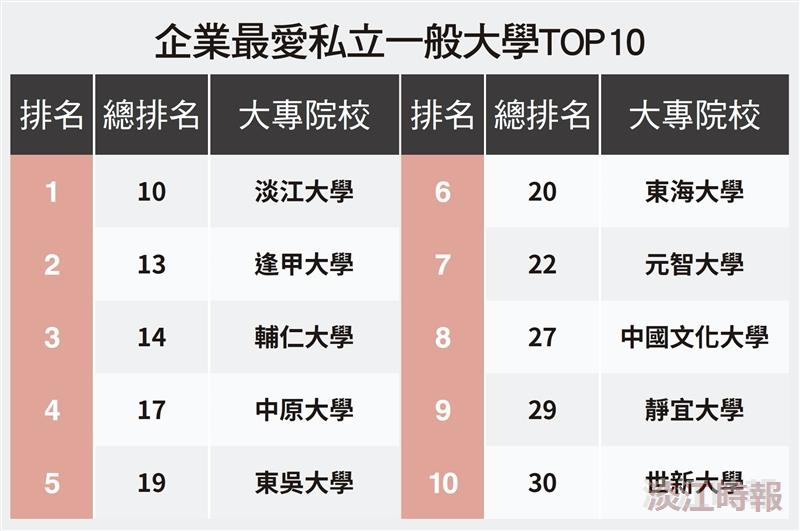 企業最愛私立一般大學TOP10
排名 總排名 大專院校 排名 總排名 大專院校
1 10 淡江大學 6 20 東海大學
2 13 逢甲大學 7 22 元智大學
3 14 輔仁大學 8 27 中國文化大學
4 17 中原大學 9 29 靜宜大學
5 19 東吳大學 10 30 世新大學
淡江時報